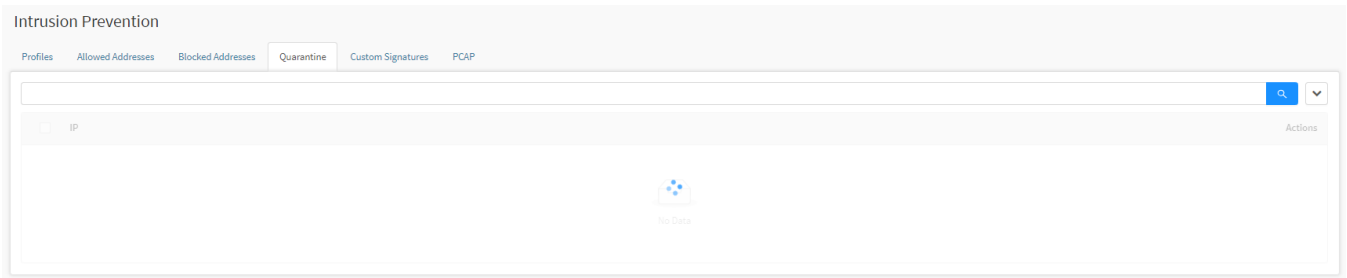 Intrusion Prevention
Profiles Allowed Addresses Blocked Addresses Quarantine Custom Signatures PCAP
IP Actions
No Data